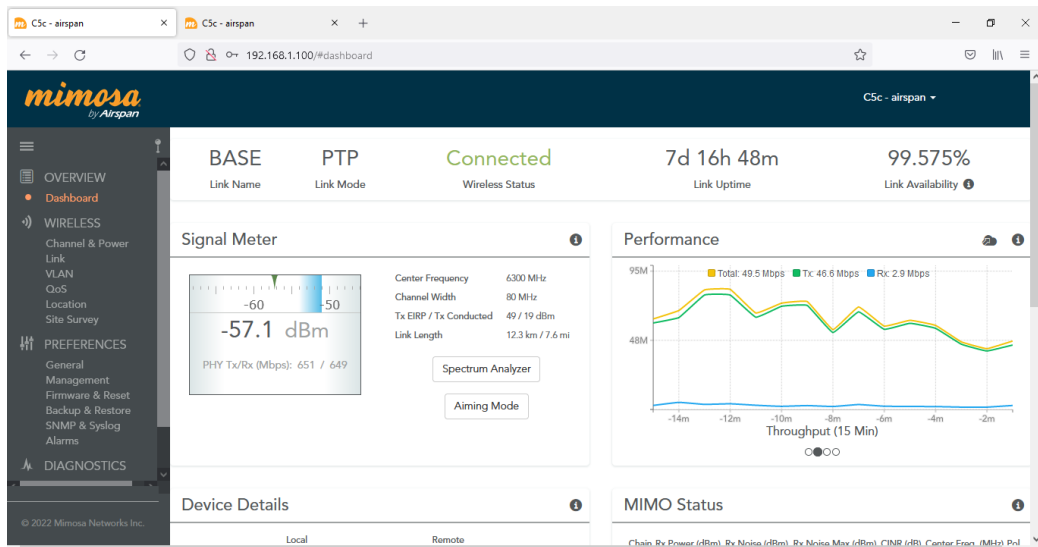 C5c - airspan
C5c - airspan
192.168.1.100/#dashboard
mimosa
by Airspan
C5c - airspan
OVERVIEW
Dashboard
WIRELESS
Channel & Power
Link
VLAN
QoS
Location
Site Survey
PREFERENCES
General
Management
Firmware & Reset
Backup & Restore
SNMP & Syslog
Alarms
DIAGNOSTICS
© 2022 Mimosa Networks Inc.
BASE PTP Connected 7d 16h 48m 99.575%
Link Name Link Mode Wireless Status Link Uptime Link Availability
Signal Meter
-60 -50
-57.1 dBm
PHY Tx/Rx (Mbps): 651 / 649
Center Frequency 6300 MHz
Channel Width 80 MHz
Tx EIRP / Tx Conducted 49 / 19 dBm
Link Length 12.3 km / 7.6 mi
Spectrum Analyzer
Aiming Mode
Performance
95M Total: 49.5 Mbps Tx: 46.6 Mbps Rx: 2.9 Mbps
48M
-14m -12m -10m -8m -6m -4m -2m
Throughput (15 Min)
Device Details
Local Remote
MIMO Status
Chain Rx Power (dBm) Rx Noise (dBm) Rx Noise Max (dBm) CINR (dB) Center Freq. (MHz) Pol